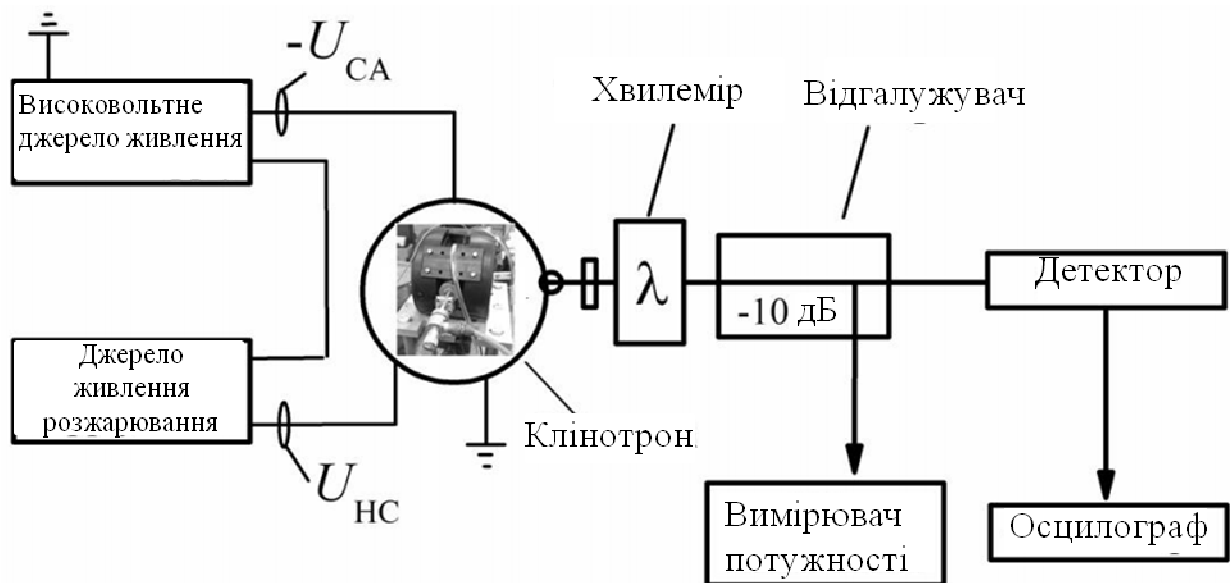 -U CA
Високовольтне
джерело живлення
Хвилемір
Відгалужувач
λ
-10 дБ
Детектор
Джерело
живлення
розжарювання
Клінотрон
U HC
Вимірювач
потужності
Осцилограф